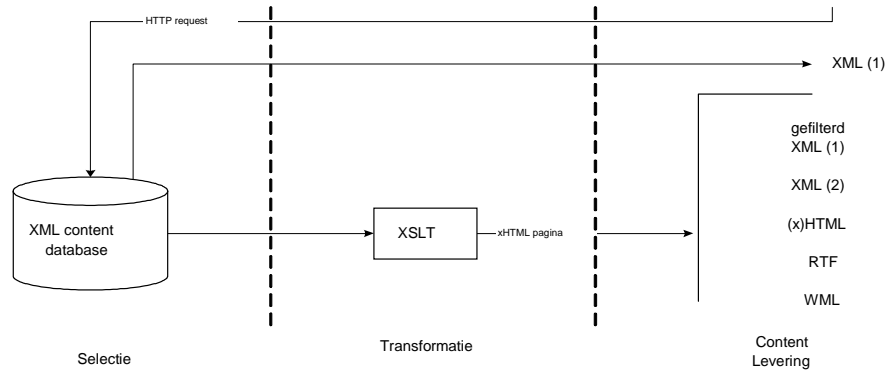 HTTP request
XML (1)
gefilterd
XML (1)
XML (2)
(x)HTML
RTF
WML
XML content
database
XSLT
xHTML pagina
Selectie
Transformatie
Content
Levering